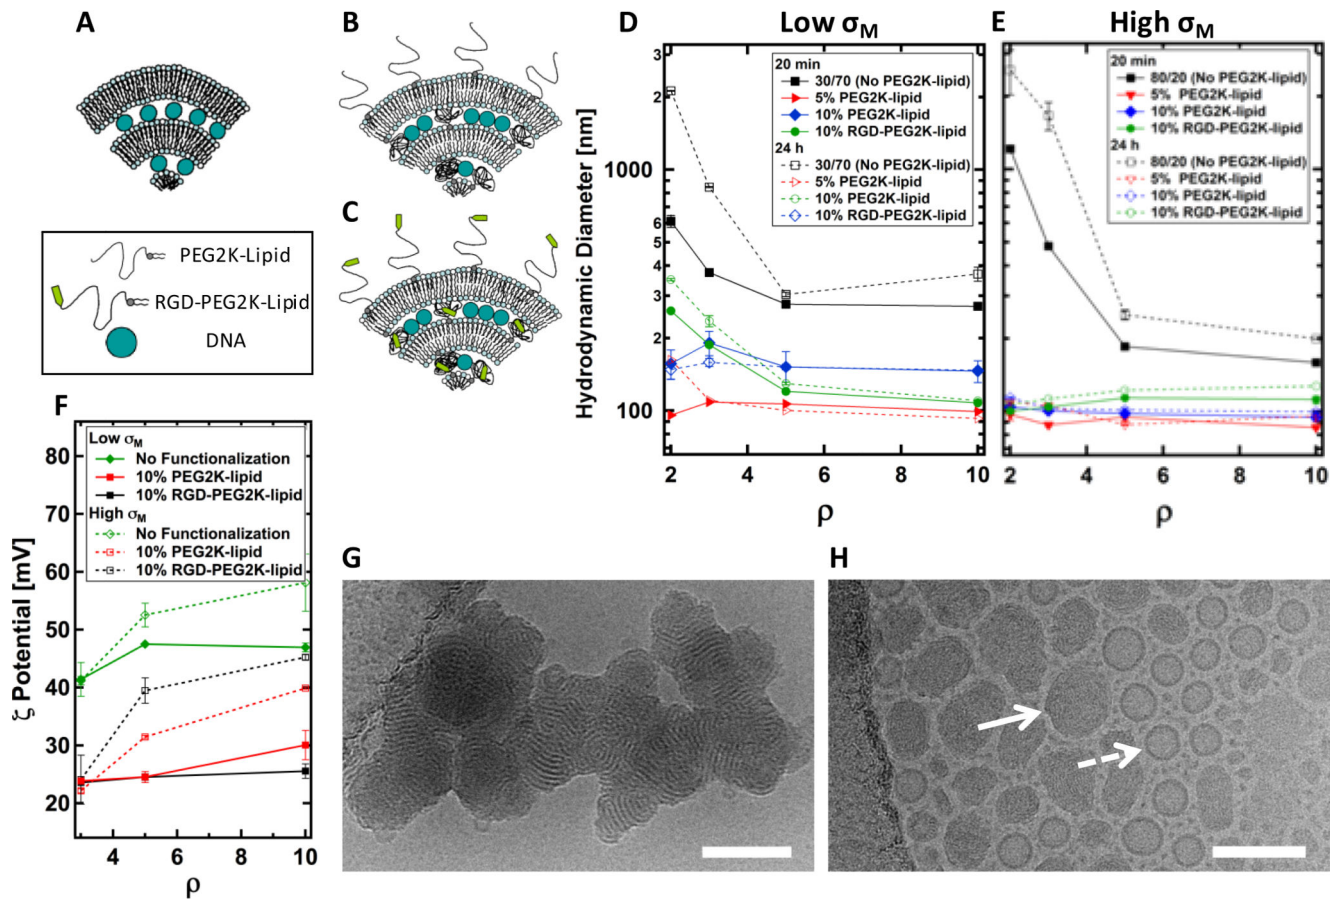 A
B
C
PEG2K-Lipid
RGD-PEG2K-Lipid
DNA
D
Low σM
Hydrodynamic Diameter [nm]
3
2
1000
6
5
4
3
2
100
20 min
30/70 (No PEG2K-lipid)
5% PEG2K-lipid
10% PEG2K-lipid
10% RGD-PEG2K-lipid
24 h
30/70 (No PEG2K-lipid)
5% PEG2K-lipid
10% PEG2K-lipid
10% RGD-PEG2K-lipid
2 4 6 8 10
ρ
E
High σM
20 min
80/20 (No PEG2K-lipid)
5% PEG2K-lipid
10% PEG2K-lipid
10% RGD-PEG2K-lipid
24 h
80/20 (No PEG2K-lipid)
5% PEG2K-lipid
10% PEG2K-lipid
10% RGD-PEG2K-lipid
2 4 6 8 10
ρ
F
ζ Potential [mV]
80
70
60
50
40
30
20
Low σM
No Functionalization
10% PEG2K-lipid
10% RGD-PEG2K-lipid
High σM
No Functionalization
10% PEG2K-lipid
10% RGD-PEG2K-lipid
4 6 8 10
ρ
G
H